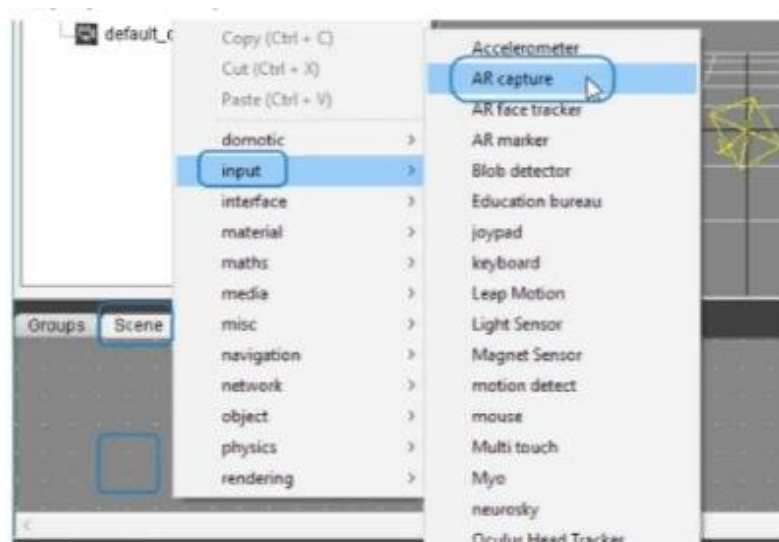 default_c
Copy (Ctrl + C)
Cut (Ctrl + X)
Paste (Ctrl + V)
domotic
input
interface
material
maths
media
misc
navigation
network
object
physics
rendering
Accelerometer
AR capture
AR face tracker
AR marker
Blob detector
Education bureau
joypad
keyboard
Leap Motion
Light Sensor
Magnet Sensor
motion detect
mouse
Multi touch
Myo
neurosky
Oculus Head Tracker
Groups Scene